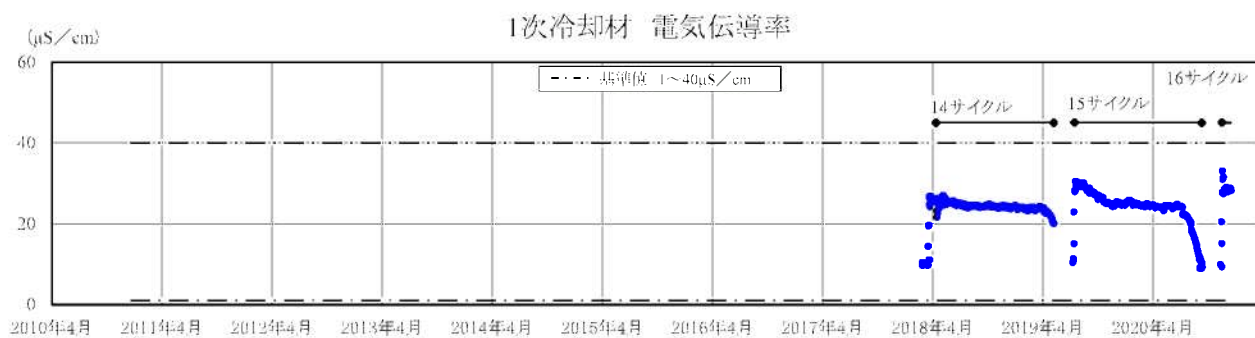 1次冷却材 電気伝導率
(μS/cm)
60
基準値 1~40μS/cm
16サイクル
14サイクル
15サイクル
40
20
0
2010年4月 2011年4月 2012年4月 2013年4月 2014年4月 2015年4月 2016年4月 2017年4月 2018年4月 2019年4月 2020年4月